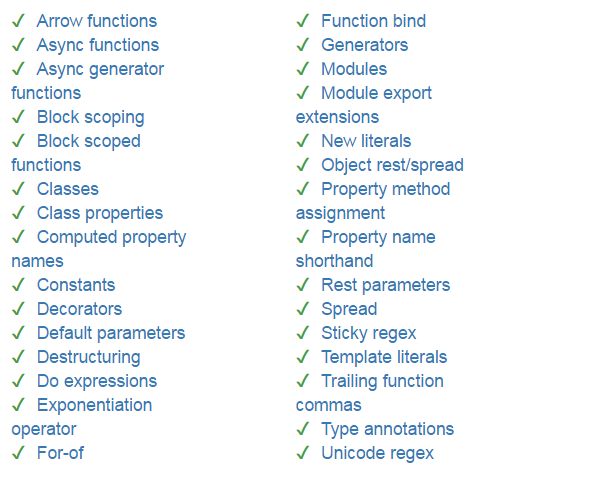 ✓ Arrow functions
✓ Async functions
✓ Async generator
functions
✓ Block scoping
✓ Block scoped
functions
✓ Classes
✓ Class properties
✓ Computed property
names
✓ Constants
✓ Decorators
✓ Default parameters
✓ Destructuring
✓ Do expressions
✓ Exponentiation
operator
✓ For-of
✓ Function bind
✓ Generators
✓ Modules
✓ Module export
extensions
✓ New literals
✓ Object rest/spread
✓ Property method
assignment
✓ Property name
shorthand
✓ Rest parameters
✓ Spread
✓ Sticky regex
✓ Template literals
✓ Trailing function
commas
✓ Type annotations
✓ Unicode regex